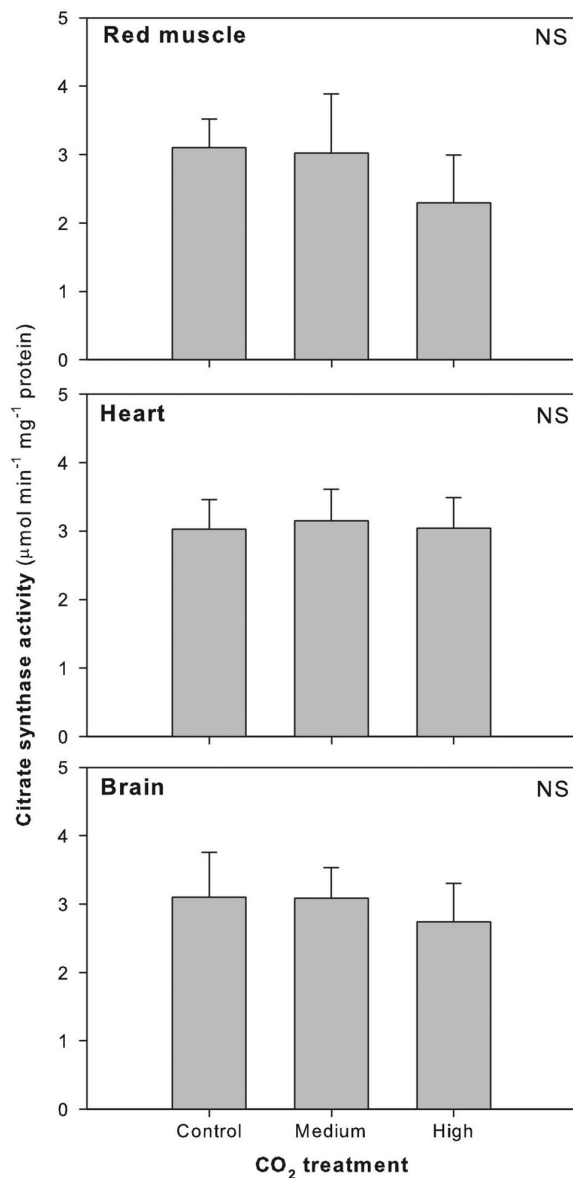 Citrate synthase activity (μmol min⁻¹ mg⁻¹ protein)
Red muscle
NS
5
4
3
2
1
0
Heart
NS
5
4
3
2
1
0
Brain
NS
5
4
3
2
1
0
Control Medium High
CO₂ treatment